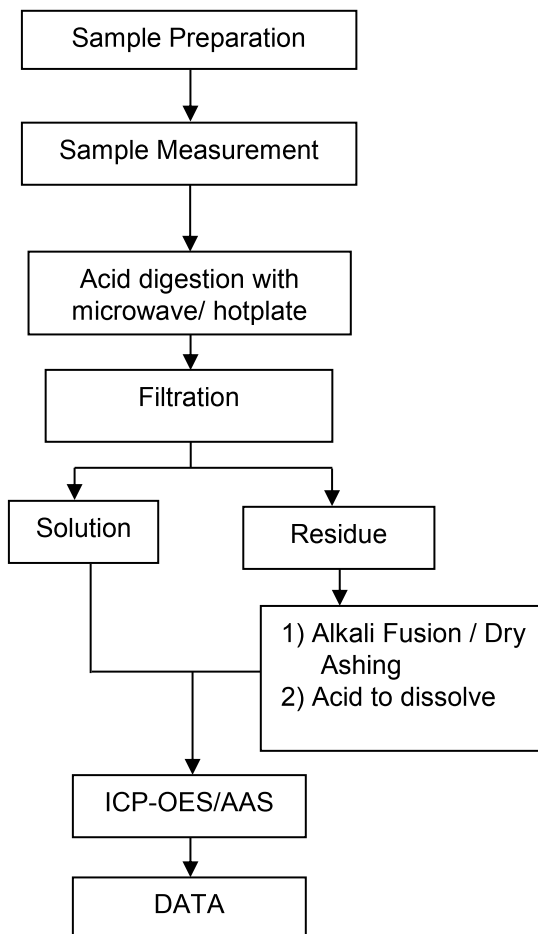 Sample Preparation
Sample Measurement
Acid digestion with
microwave/ hotplate
Filtration
Solution
Residue
1) Alkali Fusion / Dry
Ashing
2) Acid to dissolve
ICP-OES/AAS
DATA